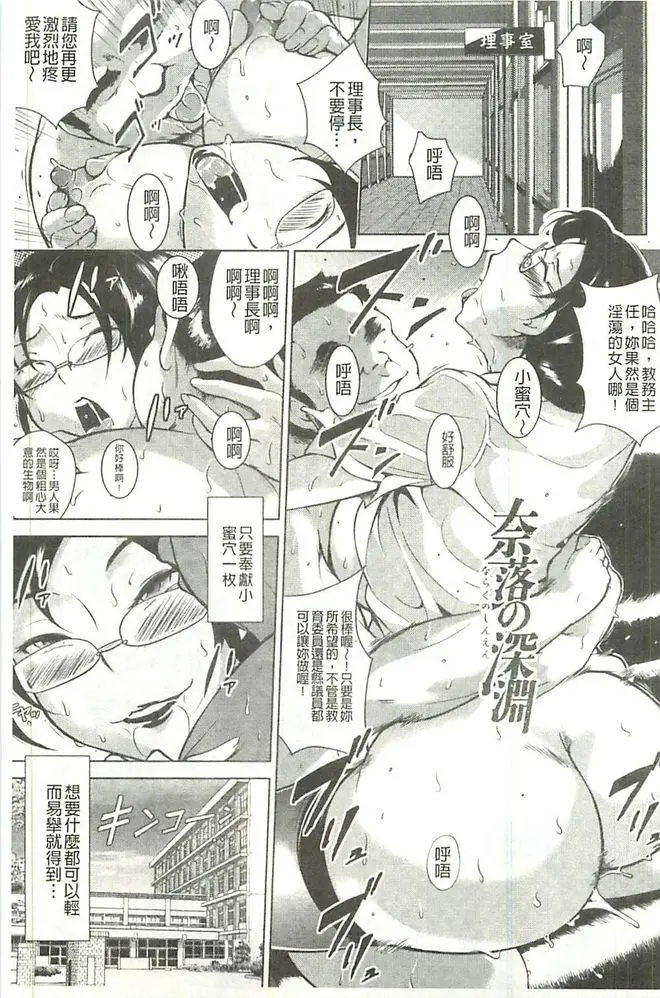 理事室
啊～
呼唔
理事長，
不要停…
啊～
請您再更
激烈地疼
愛我吧～
啊啊～
哈哈哈，教務主
任，妳果然是個
淫蕩的女人哪！
啊啊
小蜜穴～
呼唔
好舒服
奈落の深淵
ならくのしんえん
很棒喔～！只要是妳
所希望的，不管是教
育委員還是縣議員都
可以讓妳做喔！
呼唔
啊啊啊，
理事長啊
啊啊～
啾唔唔
啊啊
你好棒啊！
哎呀…男人果
然是個粗心大
意的生物啊
只要奉獻小
蜜穴一枚
キンコーン
想要什麼都可以輕
而易舉就得到…